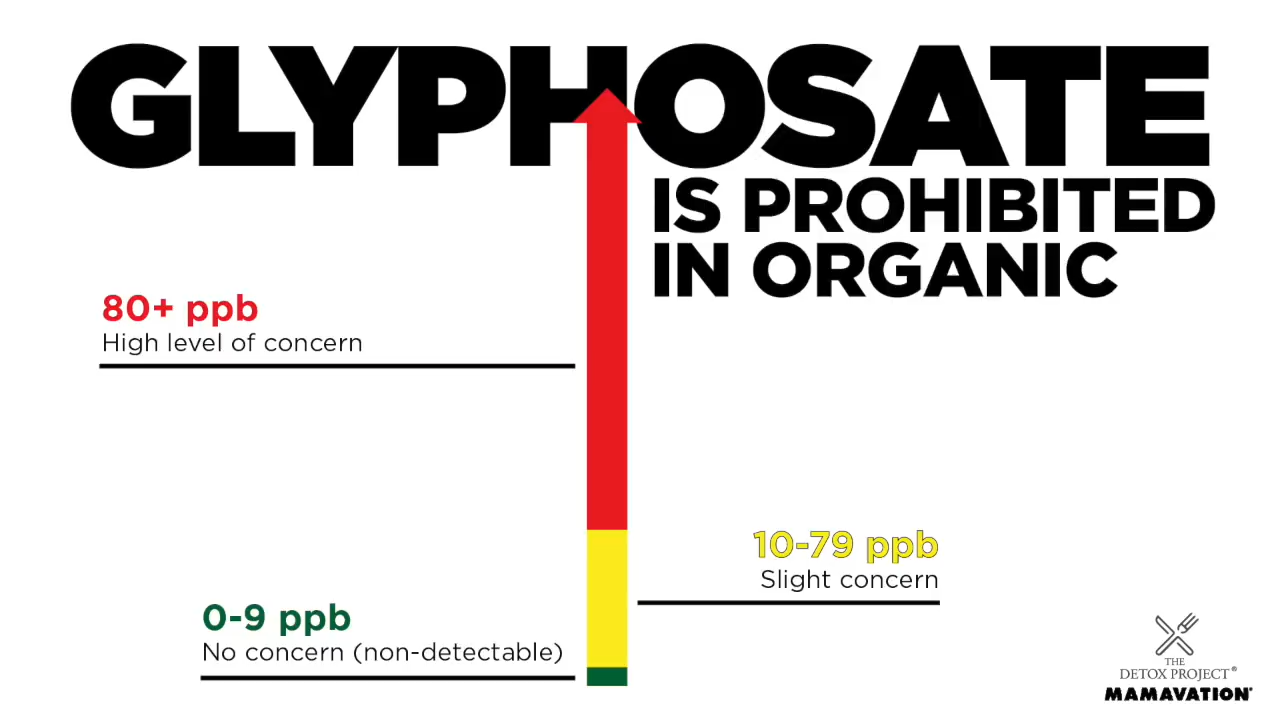 GLYPHOSATE
IS PROHIBITED
IN ORGANIC
80+ ppb
High level of concern
10-79 ppb
Slight concern
0-9 ppb
No concern (non-detectable)
THE
DETOX PROJECT®
MAMAVATION®